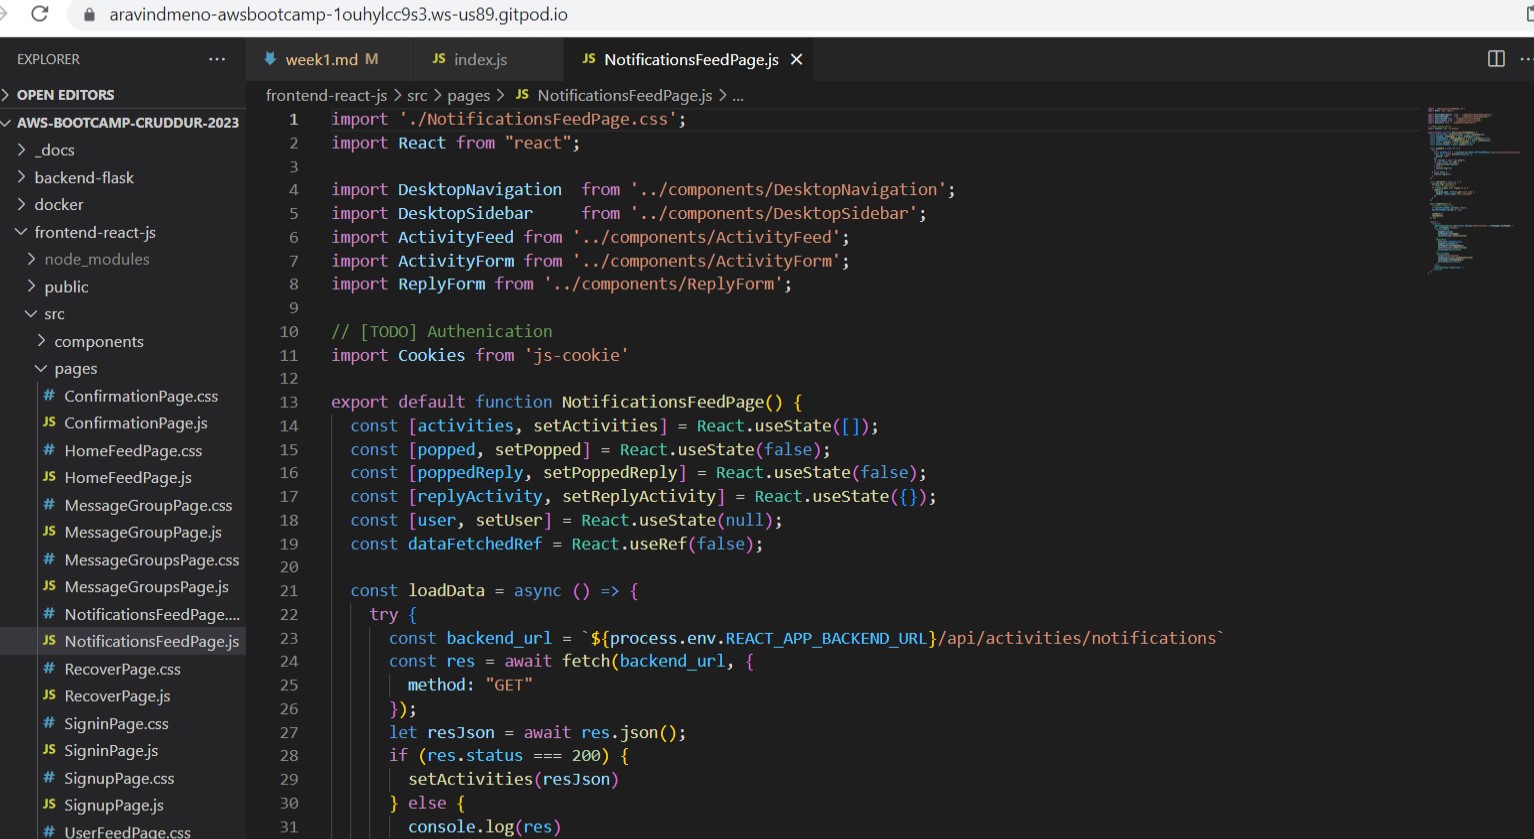 aravindmeno-awsbootcamp-1ouhylcc9s3.ws-us89.gitpod.io
EXPLORER ...
week1.md M
JS index.js
JS NotificationsFeedPage.js
OPEN EDITORS
AWS-BOOTCAMP-CRUDDUR-2023
_docs
backend-flask
docker
frontend-react-js
node_modules
public
src
components
pages
# ConfirmationPage.css
JS ConfirmationPage.js
# HomeFeedPage.css
JS HomeFeedPage.js
# MessageGroupPage.css
JS MessageGroupPage.js
# MessageGroupsPage.css
JS MessageGroupsPage.js
# NotificationsFeedPage....
JS NotificationsFeedPage.js
# RecoverPage.css
JS RecoverPage.js
# SigninPage.css
JS SigninPage.js
# SignupPage.css
JS SignupPage.js
# UserFeedPage.css
frontend-react-js > src > pages > JS NotificationsFeedPage.js > ...
1 import './NotificationsFeedPage.css';
2 import React from "react";
3
4 import DesktopNavigation  from '../components/DesktopNavigation';
5 import DesktopSidebar     from '../components/DesktopSidebar';
6 import ActivityFeed from '../components/ActivityFeed';
7 import ActivityForm from '../components/ActivityForm';
8 import ReplyForm from '../components/ReplyForm';
9
10 // [TODO] Authenication
11 import Cookies from 'js-cookie'
12
13 export default function NotificationsFeedPage() {
14   const [activities, setActivities] = React.useState([]);
15   const [popped, setPopped] = React.useState(false);
16   const [poppedReply, setPoppedReply] = React.useState(false);
17   const [replyActivity, setReplyActivity] = React.useState({});
18   const [user, setUser] = React.useState(null);
19   const dataFetchedRef = React.useRef(false);
20
21   const loadData = async () => {
22     try {
23       const backend_url = `${process.env.REACT_APP_BACKEND_URL}/api/activities/notifications`
24       const res = await fetch(backend_url, {
25         method: "GET"
26       });
27       let resJson = await res.json();
28       if (res.status === 200) {
29         setActivities(resJson)
30       } else {
31         console.log(res)